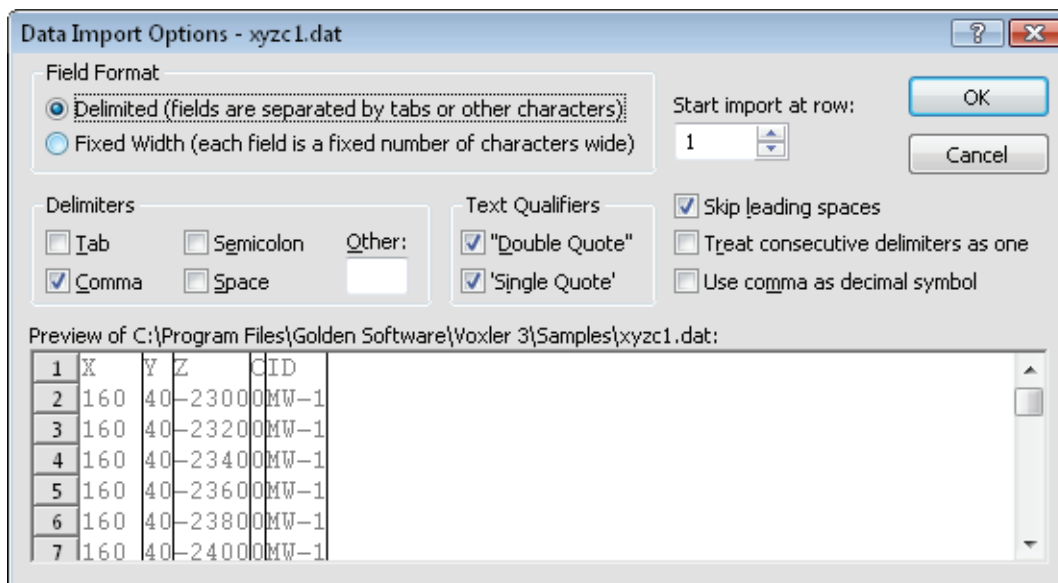 Data Import Options - xyzc1.dat
Field Format
Delimited (fields are separated by tabs or other characters)
Fixed Width (each field is a fixed number of characters wide)
Start import at row:
1
OK
Cancel
Delimiters
Tab
Semicolon
Other:
Comma
Space
Text Qualifiers
"Double Quote"
'Single Quote'
Skip leading spaces
Treat consecutive delimiters as one
Use comma as decimal symbol
Preview of C:\Program Files\Golden Software\Voxler 3\Samples\xyzc1.dat:
1 X Y Z C ID
2 160 40 -2300 0 MW-1
3 160 40 -2320 0 MW-1
4 160 40 -2340 0 MW-1
5 160 40 -2360 0 MW-1
6 160 40 -2380 0 MW-1
7 160 40 -2400 0 MW-1